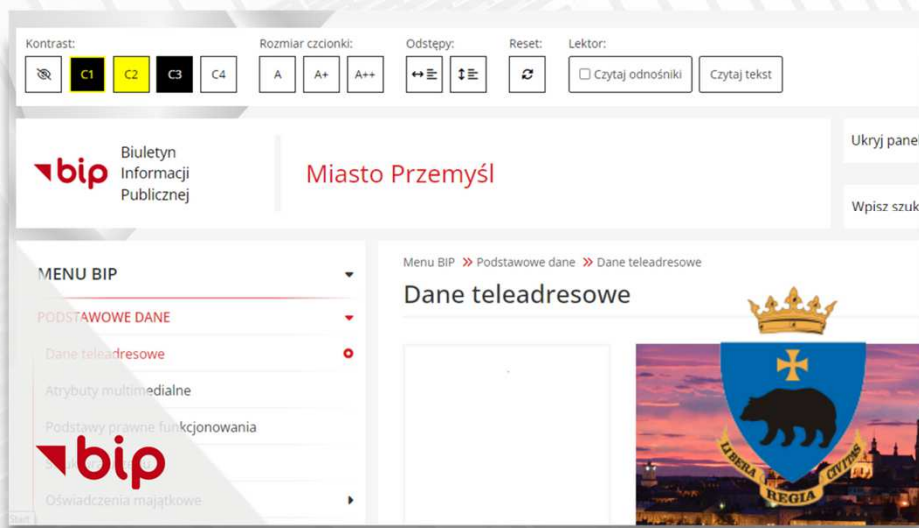 Kontrast:
Rozmiar czcionki:
Odstępy:
Reset:
Lektor:
C1
C2
C3
C4
A
A+
A++
Czytaj odnośniki
Czytaj tekst
bip
Biuletyn
Informacji
Publicznej
Miasto Przemyśl
Ukryj panel
Wpisz szuk
MENU BIP
PODSTAWOWE DANE
Dane teleadresowe
Atrybuty multimedialne
Podstawy prawne funkcjonowania
Oświadczenia majątkowe
Menu BIP » Podstawowe dane » Dane teleadresowe
Dane teleadresowe
LIBERA REGIA CIVITAS
bip
Start